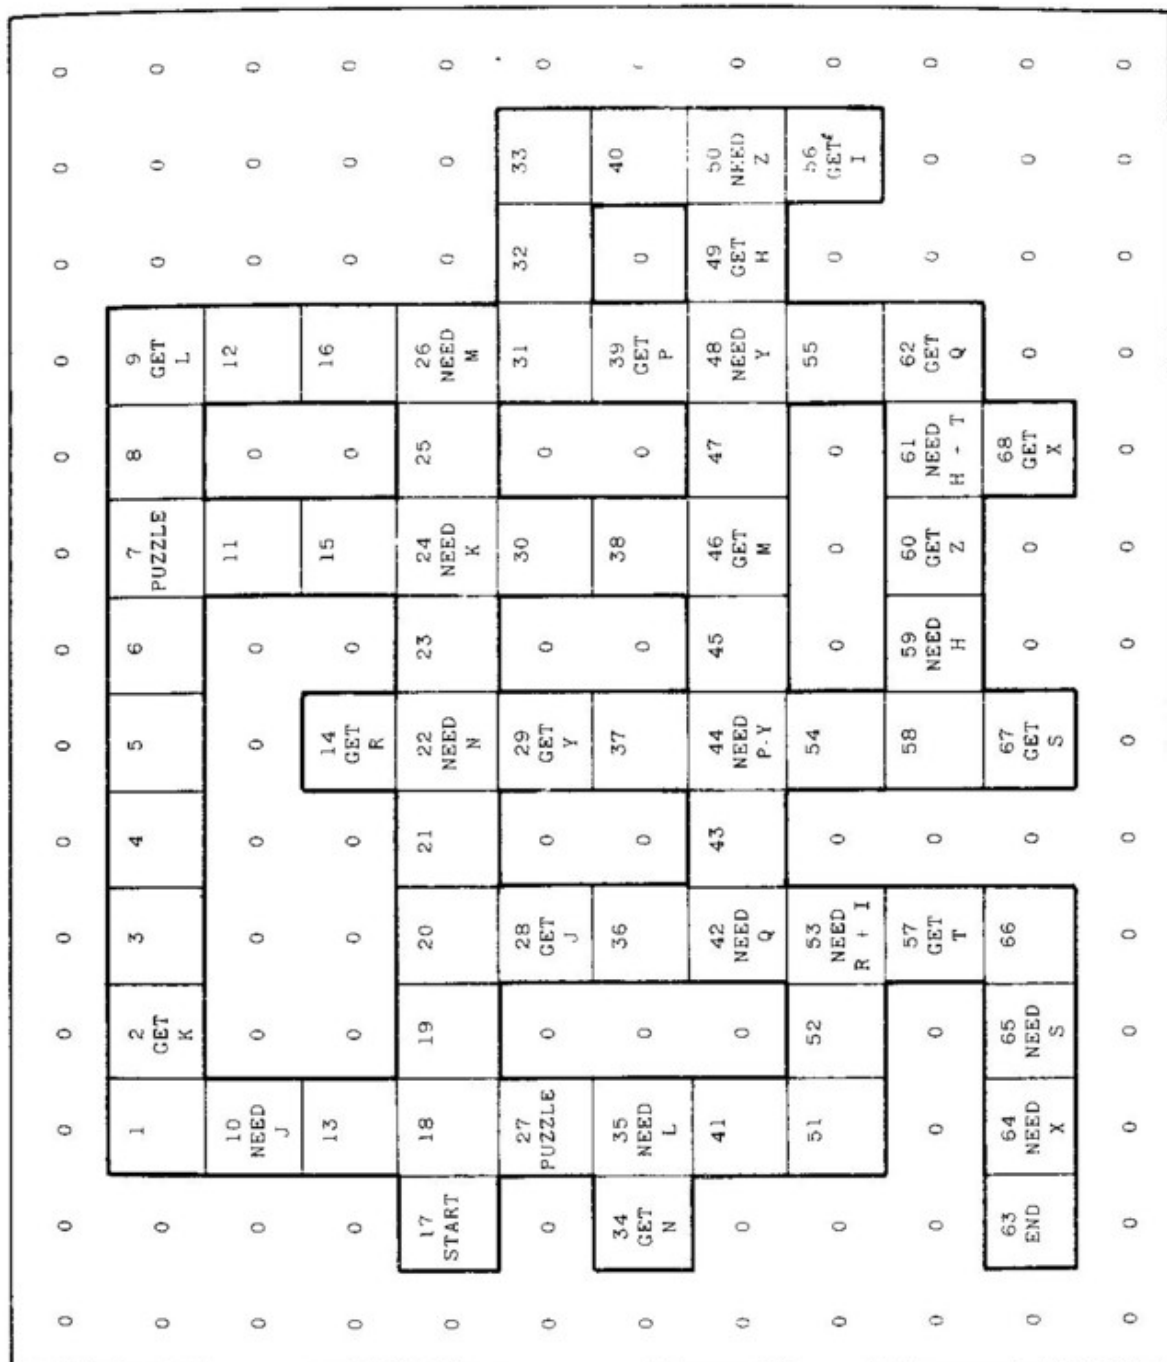 0 0 0 0 0 0 0 0 0 0 0 0 0 0
0 0 1 2 3 4 5 6 7 8 9 0 0 0
GET PUZZLE GET
K L
0 0 10 0 0 0 0 0 11 0 12 0 0 0
NEED
J
0 0 13 0 0 0 14 0 15 0 16 0 0 0
GET
R
0 17 18 19 20 21 22 23 24 25 26 0 0 0
START NEED NEED NEED
N K M
0 0 27 0 28 0 29 0 30 0 31 32 33 0
PUZZLE GET GET
J Y
0 34 35 0 36 0 37 0 38 0 39 0 40
GET NEED GET
N L P
0 0 41 0 42 43 44 45 46 47 48 49 50 0
NEED NEED GET NEED GET NEED
Q P-Y M Y H Z
0 0 51 52 53 0 54 0 0 0 55 0 56 0
NEED GET
R + I I
0 0 0 0 57 0 58 59 60 61 62 0 0 0
GET NEED GET NEED GET
T H Z H - T Q
0 63 64 65 66 0 67 0 0 68 0 0 0 0
END NEED NEED GET GET
X S S X
0 0 0 0 0 0 0 0 0 0 0 0 0 0